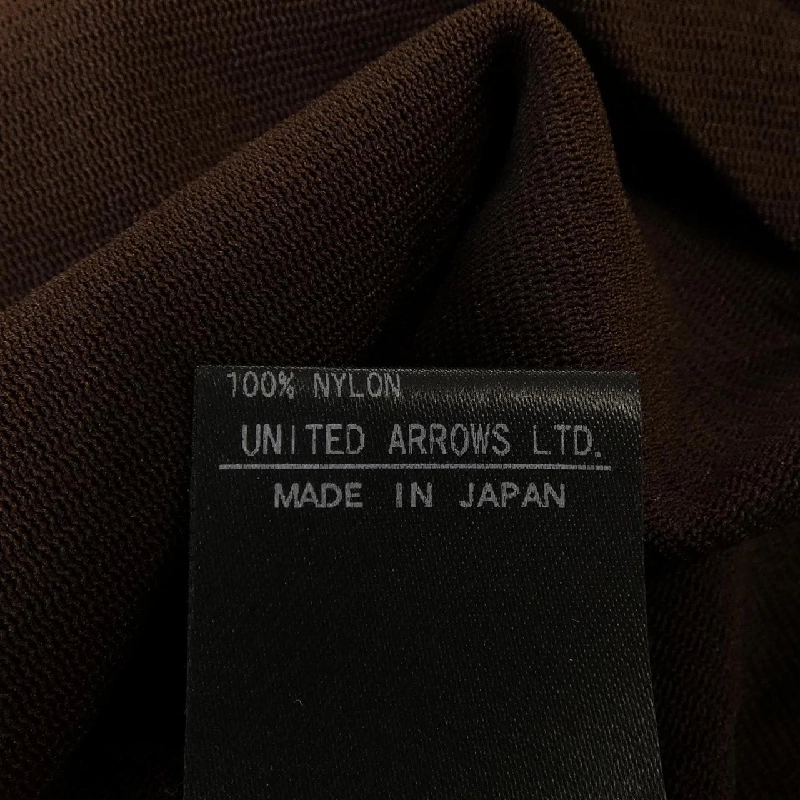 100% NYLON
UNITED ARROWS LTD.
MADE IN JAPAN